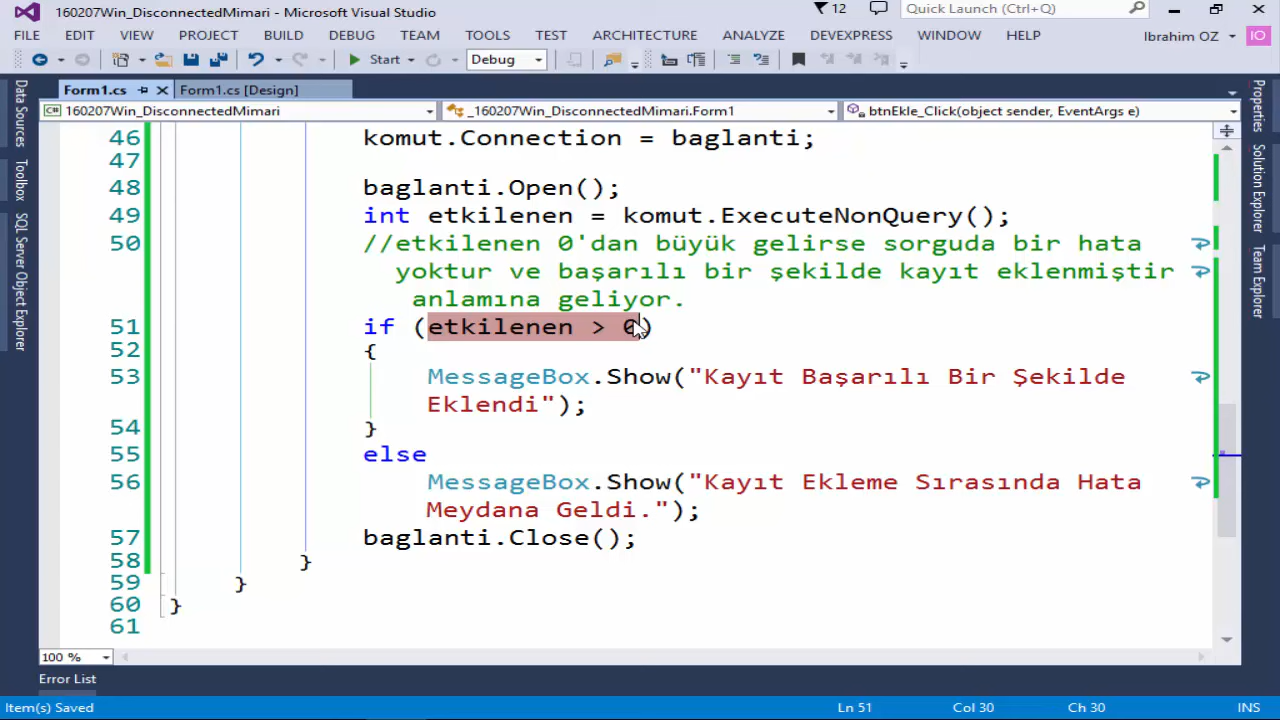 160207Win_DisconnectedMimari - Microsoft Visual Studio
12
Quick Launch (Ctrl+Q)
FILE EDIT VIEW PROJECT BUILD DEBUG TEAM TOOLS TEST ARCHITECTURE ANALYZE DEVEXPRESS WINDOW HELP Ibrahim OZ IO
Start Debug
Form1.cs Form1.cs [Design]
160207Win_DisconnectedMimari _160207Win_DisconnectedMimari.Form1 btnEkle_Click(object sender, EventArgs e)
Data Sources
Toolbox
SQL Server Object Explorer
46 komut.Connection = baglanti;
47
48 baglanti.Open();
49 int etkilenen = komut.ExecuteNonQuery();
50 //etkilenen 0'dan büyük gelirse sorguda bir hata
yoktur ve başarılı bir şekilde kayıt eklenmiştir
anlamına geliyor.
51 if (etkilenen > 0)
52 {
53 MessageBox.Show("Kayıt Başarılı Bir Şekilde
Eklendi");
54 }
55 else
56 MessageBox.Show("Kayıt Ekleme Sırasında Hata
Meydana Geldi.");
57 baglanti.Close();
58 }
59 }
60 }
61
Properties
Solution Explorer
Team Explorer
100 %
Error List
Item(s) Saved Ln 51 Col 30 Ch 30 INS